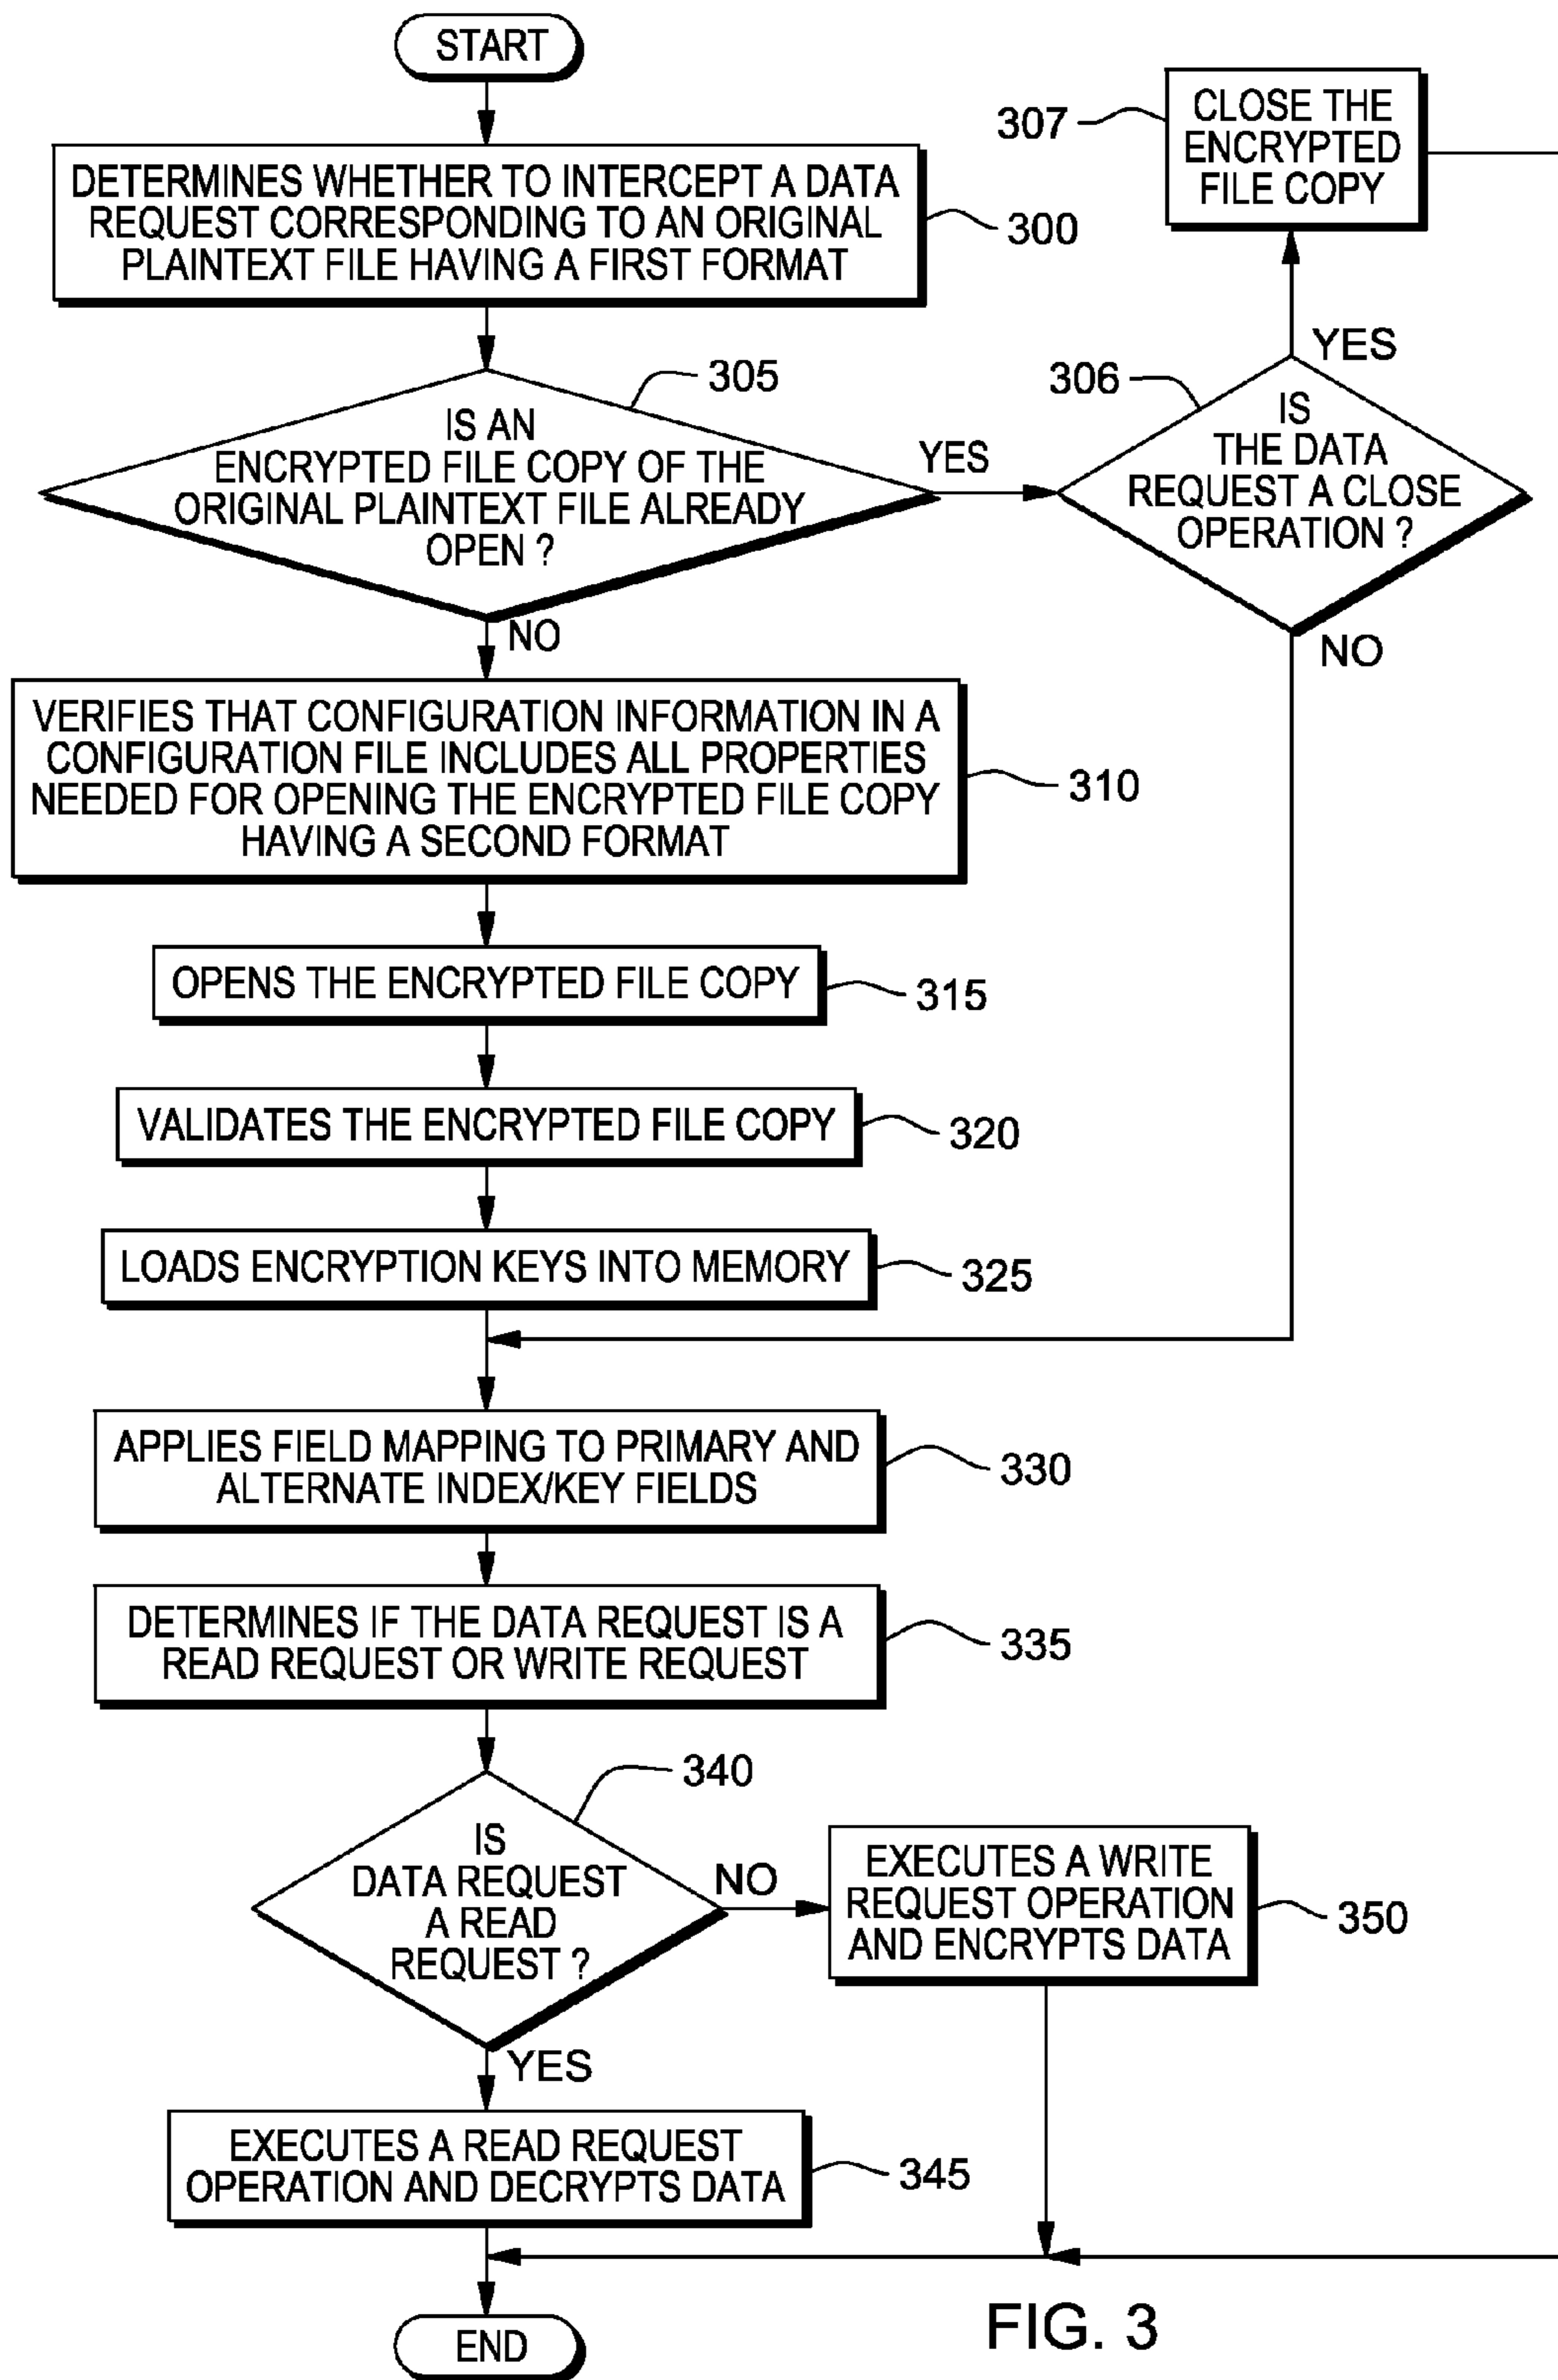 START
DETERMINES WHETHER TO INTERCEPT A DATA
REQUEST CORRESPONDING TO AN ORIGINAL
PLAINTEXT FILE HAVING A FIRST FORMAT
300
IS AN
ENCRYPTED FILE COPY OF THE
ORIGINAL PLAINTEXT FILE ALREADY
OPEN ?
305
YES
NO
IS
THE DATA
REQUEST A CLOSE
OPERATION ?
306
YES
NO
CLOSE THE
ENCRYPTED
FILE COPY
307
VERIFIES THAT CONFIGURATION INFORMATION IN A
CONFIGURATION FILE INCLUDES ALL PROPERTIES
NEEDED FOR OPENING THE ENCRYPTED FILE COPY
HAVING A SECOND FORMAT
310
OPENS THE ENCRYPTED FILE COPY
315
VALIDATES THE ENCRYPTED FILE COPY
320
LOADS ENCRYPTION KEYS INTO MEMORY
325
APPLIES FIELD MAPPING TO PRIMARY AND
ALTERNATE INDEX/KEY FIELDS
330
DETERMINES IF THE DATA REQUEST IS A
READ REQUEST OR WRITE REQUEST
335
IS
DATA REQUEST
A READ
REQUEST ?
340
NO
YES
EXECUTES A WRITE
REQUEST OPERATION
AND ENCRYPTS DATA
350
EXECUTES A READ REQUEST
OPERATION AND DECRYPTS DATA
345
END
FIG. 3